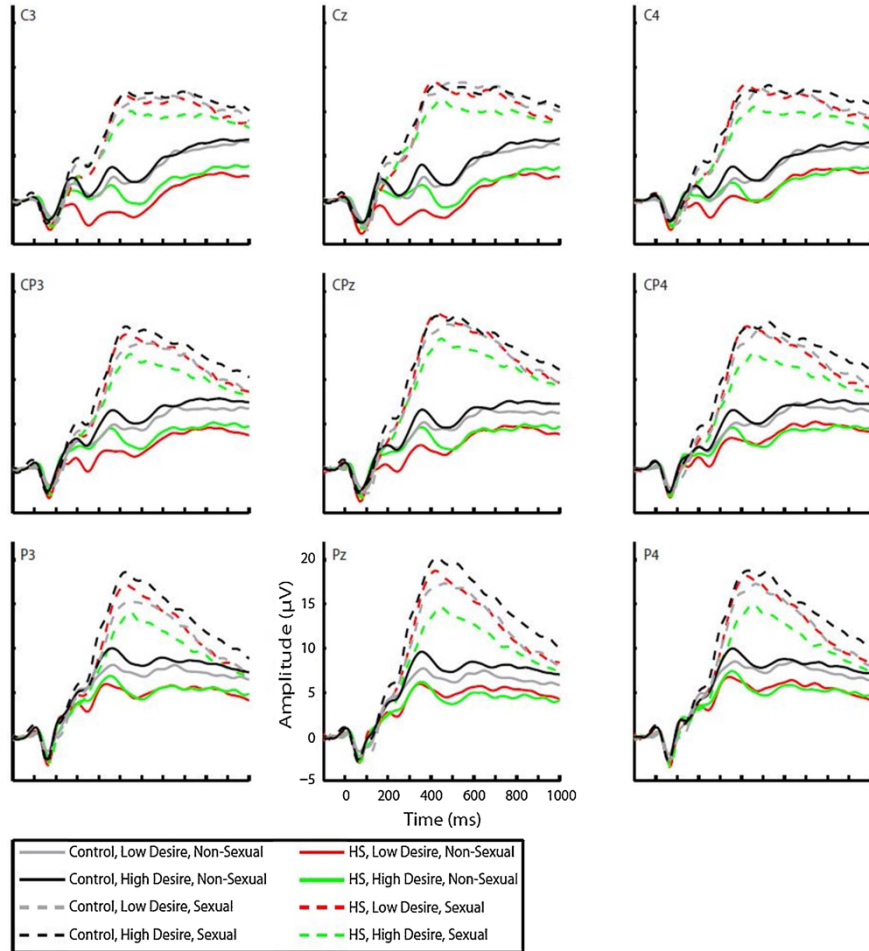 C3
Cz
C4
CP3
CPz
CP4
P3
Pz
P4
20
15
10
5
0
−5
Amplitude (µV)
0 200 400 600 800 1000
Time (ms)
Control, Low Desire, Non-Sexual
HS, Low Desire, Non-Sexual
Control, High Desire, Non-Sexual
HS, High Desire, Non-Sexual
Control, Low Desire, Sexual
HS, Low Desire, Sexual
Control, High Desire, Sexual
HS, High Desire, Sexual